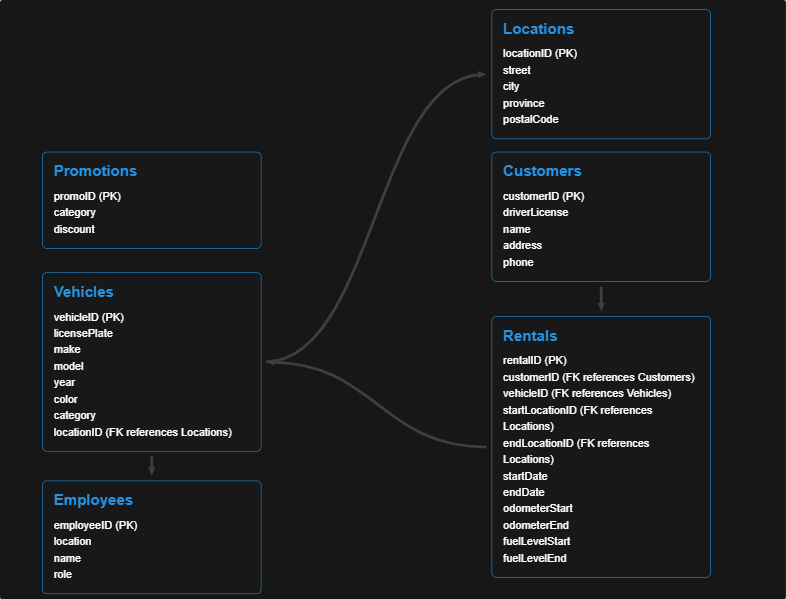 Locations
locationID (PK)
street
city
province
postalCode
Promotions
promoID (PK)
category
discount
Customers
customerID (PK)
driverLicense
name
address
phone
Vehicles
vehicleID (PK)
licensePlate
make
model
year
color
category
locationID (FK references Locations)
Rentals
rentalID (PK)
customerID (FK references Customers)
vehicleID (FK references Vehicles)
startLocationID (FK references
Locations)
endLocationID (FK references
Locations)
startDate
endDate
odometerStart
odometerEnd
fuelLevelStart
fuelLevelEnd
Employees
employeeID (PK)
location
name
role